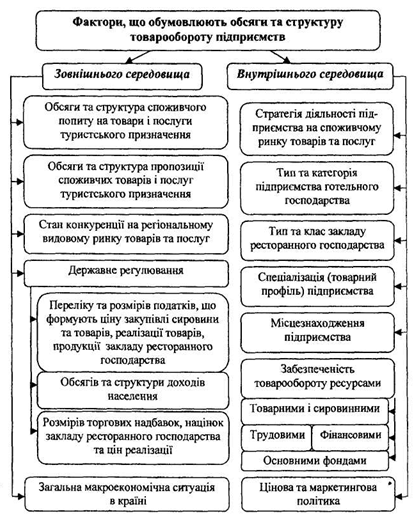 Фактори, що обумовлюють обсяги та структуру
товарообороту підприємств
Зовнішнього середовища
Обсяги та структура споживчого
попиту на товари і послуги
туристського призначення
Обсяги та структура пропозиції
споживчих товарів і послуг
туристського призначення
Стан конкуренції на регіональному
видовому ринку товарів та послуг
Державне регулювання
Переліку та розмірів податків, що
формують ціну закупівлі сировини
та товарів, реалізації товарів,
продукції закладу ресторанного
господарства
Обсягів та структури доходів
населення
Розмірів торгових надбавок, націнок
закладу ресторанного господарства
та цін реалізації
Загальна макроекономічна ситуація
в країні
Внутрішнього середовища
Стратегія діяльності під-
приємства на споживчому
ринку товарів та послуг
Тип та категорія
підприємства готельного
господарства
Тип та клас закладу
ресторанного господарства
Спеціалізація (товарний
профіль) підприємства
Місцезнаходження
підприємства
Забезпеченість
товарообороту ресурсами
Товарними і сировинними
Трудовими
Фінансовими
Основними фондами
Цінова та маркетингова
політика